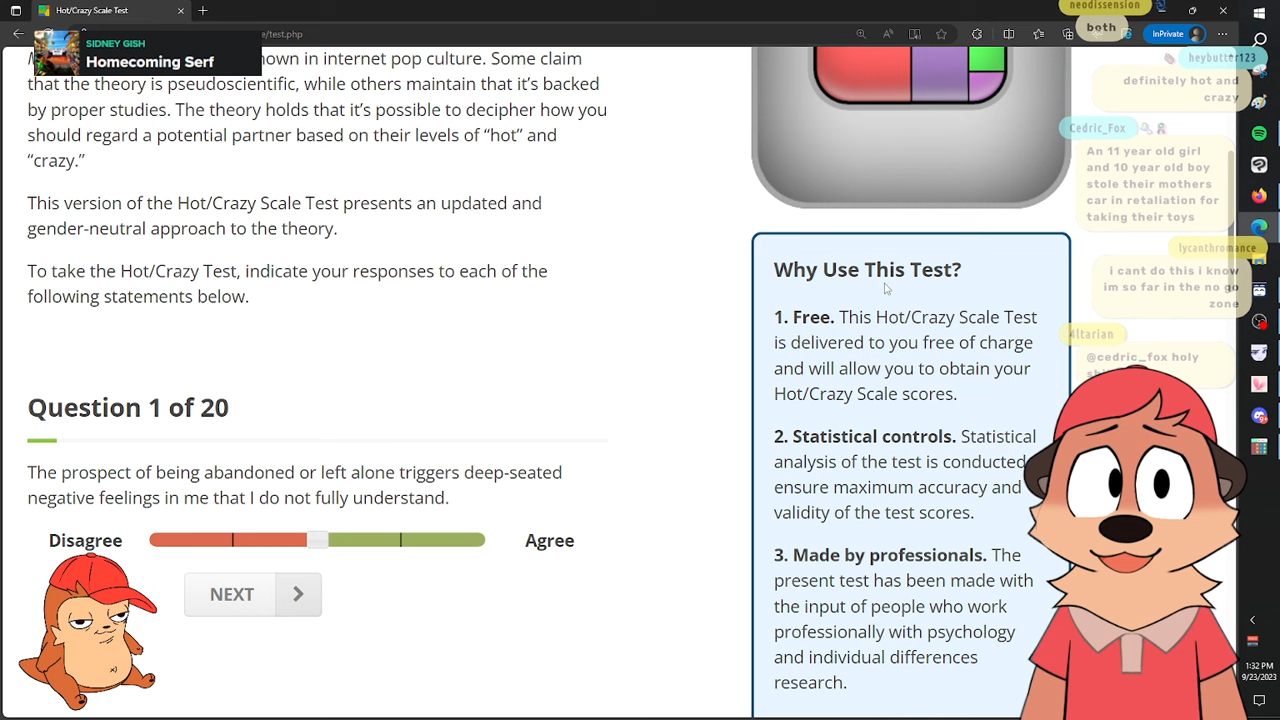 Hot/Crazy Scale Test
e/test.php
InPrivate
SIDNEY GISH
Homecoming Serf
nown in internet pop culture. Some claim
that the theory is pseudoscientific, while others maintain that it's backed
by proper studies. The theory holds that it's possible to decipher how you
should regard a potential partner based on their levels of "hot" and
"crazy."
This version of the Hot/Crazy Scale Test presents an updated and
gender-neutral approach to the theory.
To take the Hot/Crazy Test, indicate your responses to each of the
following statements below.
Question 1 of 20
The prospect of being abandoned or left alone triggers deep-seated
negative feelings in me that I do not fully understand.
Disagree
Agree
NEXT
Why Use This Test?
1. Free. This Hot/Crazy Scale Test
is delivered to you free of charge
and will allow you to obtain your
Hot/Crazy Scale scores.
2. Statistical controls. Statistical
analysis of the test is conducted
ensure maximum accuracy and
validity of the test scores.
3. Made by professionals. The
present test has been made with
the input of people who work
professionally with psychology
and individual differences
research.
neodissension
both
heybutter123
definitely hot and
crazy
Cedric_Fox
An 11 year old girl
and 10 year old boy
stole their mothers
car in retaliation for
taking their toys
lycanthromance
i cant do this i know
im so far in the no go
zone
4ltarian
@cedric_fox holy
1:32 PM
9/23/2023